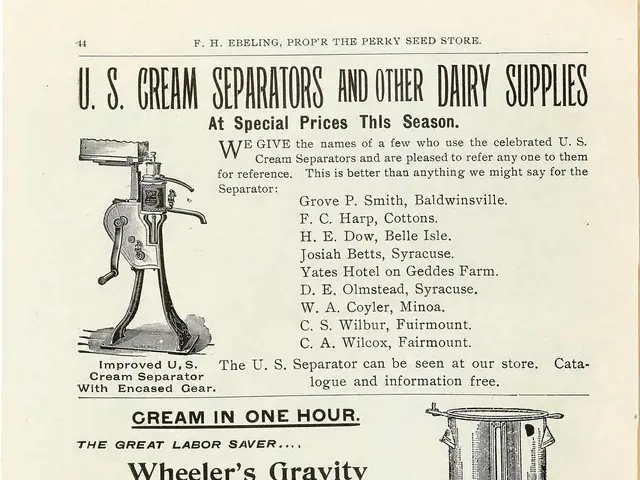 44
F. H. EBELING, PROP'R THE PERRY SEED STORE.
U. S. CREAM SEPARATORS AND OTHER DAIRY SUPPLIES
At Special Prices This Season.
WE GIVE the names of a few who use the celebrated U. S.
Cream Separators and are pleased to refer any one to them
for reference. This is better than anything we might say for the
Separator:
Grove P. Smith, Baldwinsville.
F. C. Harp, Cottons.
H. E. Dow, Belle Isle.
Josiah Betts, Syracuse.
Yates Hotel on Geddes Farm.
D. E. Olmstead, Syracuse.
W. A. Coyler, Minoa.
C. S. Wilbur, Fuirmount.
C. A. Wilcox, Fairmount.
Improved U. S.
Cream Separator
With Encased Gear.
The U. S. Separator can be seen at our store. Cata-
logue and information free.
CREAM IN ONE HOUR.
THE GREAT LABOR SAVER....
Wheeler's Gravity